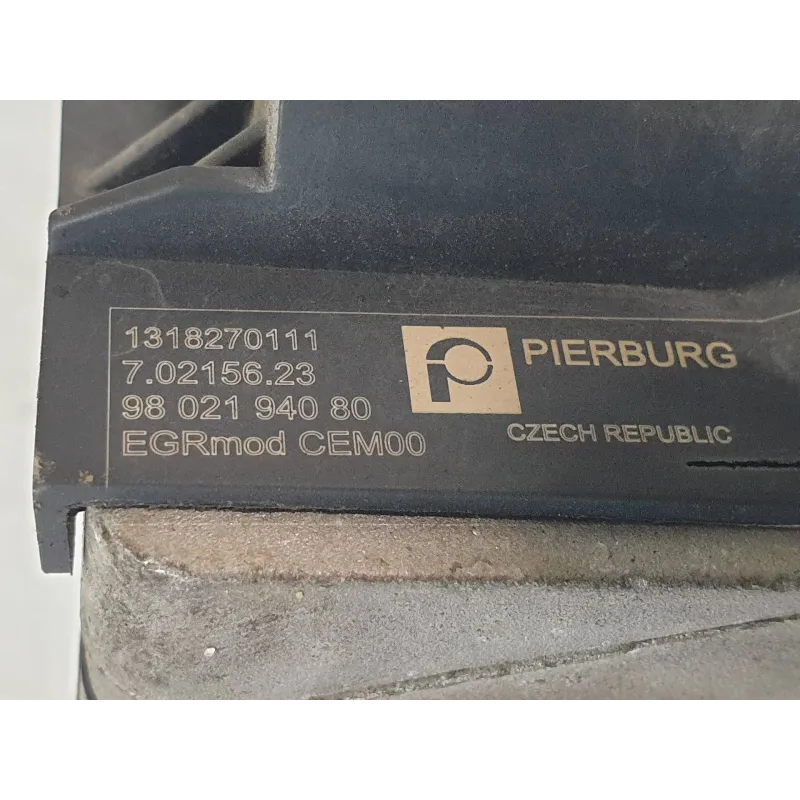 1318270111
7.02156.23
98 021 940 80
EGRmod CEM00
PIERBURG
CZECH REPUBLIC